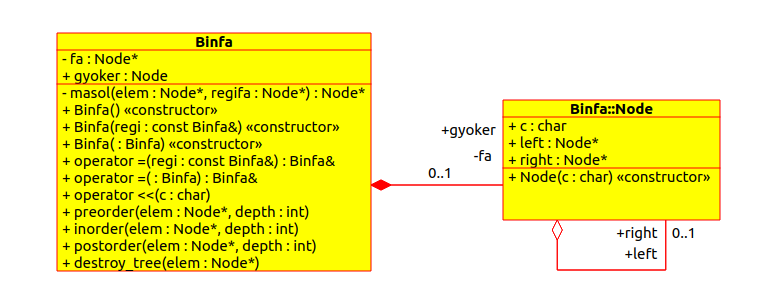 Binfa
- fa : Node*
+ gyoker : Node
- masol(elem : Node*, regifa : Node*) : Node*
+ Binfa() «constructor»
+ Binfa(regi : const Binfa&) «constructor»
+ Binfa( : Binfa) «constructor»
+ operator =(regi : const Binfa&) : Binfa&
+ operator =( : Binfa) : Binfa&
+ operator <<(c : char)
+ preorder(elem : Node*, depth : int)
+ inorder(elem : Node*, depth : int)
+ postorder(elem : Node*, depth : int)
+ destroy_tree(elem : Node*)
+gyoker
-fa
0..1
Binfa::Node
+ c : char
+ left : Node*
+ right : Node*
+ Node(c : char) «constructor»
+right 0..1
+left